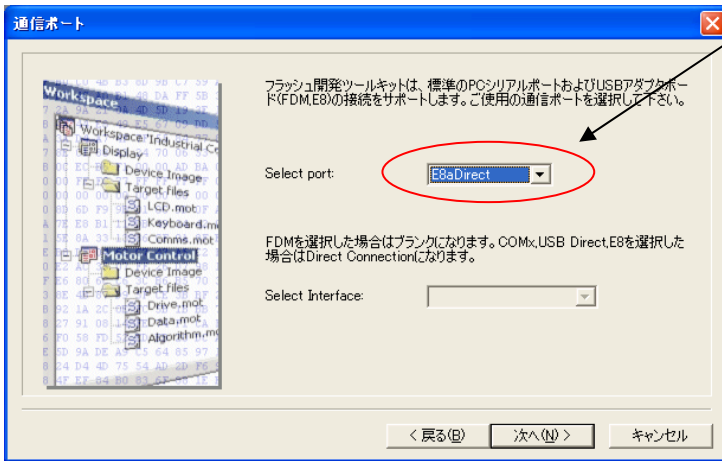 通信ポート
フラッシュ開発ツールキットは、標準のPCシリアルポートおよびUSBアダプタボー
ド(FDM,E8)の接続をサポートします。ご使用の通信ポートを選択して下さい。
Select port:
E8aDirect
FDMを選択した場合はブランクになります。COMx,USB Direct,E8を選択した
場合はDirect Connectionになります。
Select Interface:
Workspace
Workspace "Industrial Co
Display
Device Image
Target files
LCD.mot
Keyboard.m
Comms.mot
Motor Control
Device Image
Target files
Drive.mot
Data.mot
Algorithm.mo
< 戻る(B)
次へ(N) >
キャンセル